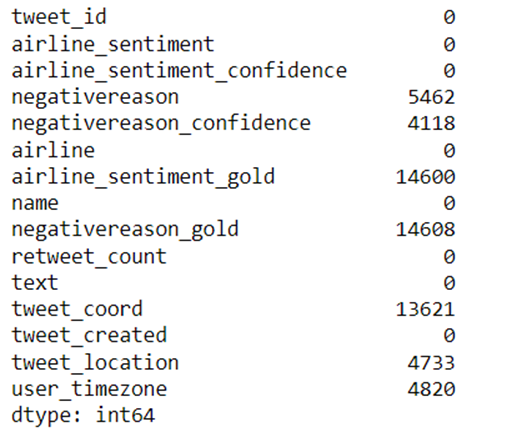 tweet_id 0
airline_sentiment 0
airline_sentiment_confidence 0
negativereason 5462
negativereason_confidence 4118
airline 0
airline_sentiment_gold 14600
name 0
negativereason_gold 14608
retweet_count 0
text 0
tweet_coord 13621
tweet_created 0
tweet_location 4733
user_timezone 4820
dtype: int64